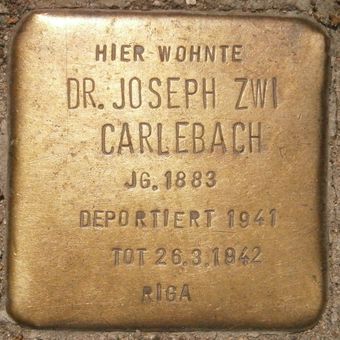 HIER WOHNTE
DR. JOSEPH ZWI
CARLEBACH
JG. 1883
DEPORTIERT 1941
TOT 26.3.1942
RIGA